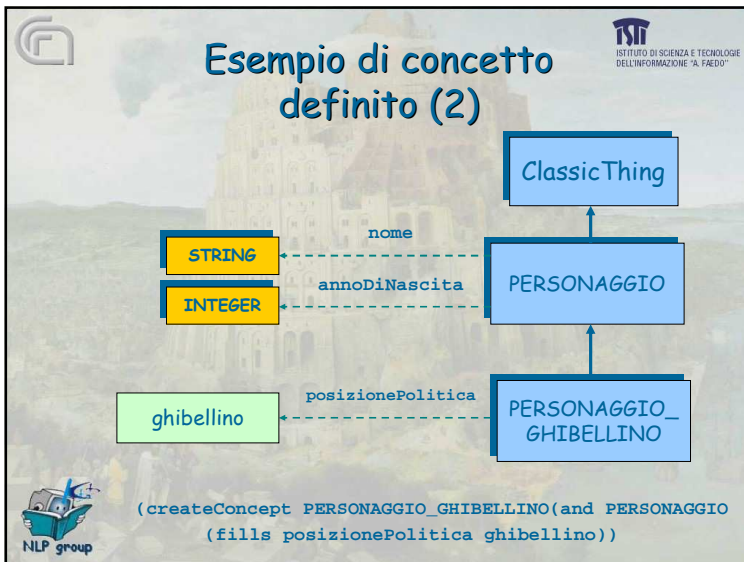 Esempio di concetto
definito (2)
ISTI
ISTITUTO DI SCIENZA E TECNOLOGIE
DELL'INFORMAZIONE "A. FAEDO"
ClassicThing
nome
STRING
annoDiNascita
INTEGER
PERSONAGGIO
posizionePolitica
ghibellino
PERSONAGGIO_
GHIBELLINO
(createConcept PERSONAGGIO_GHIBELLINO(and PERSONAGGIO
(fills posizionePolitica ghibellino))
NLP group